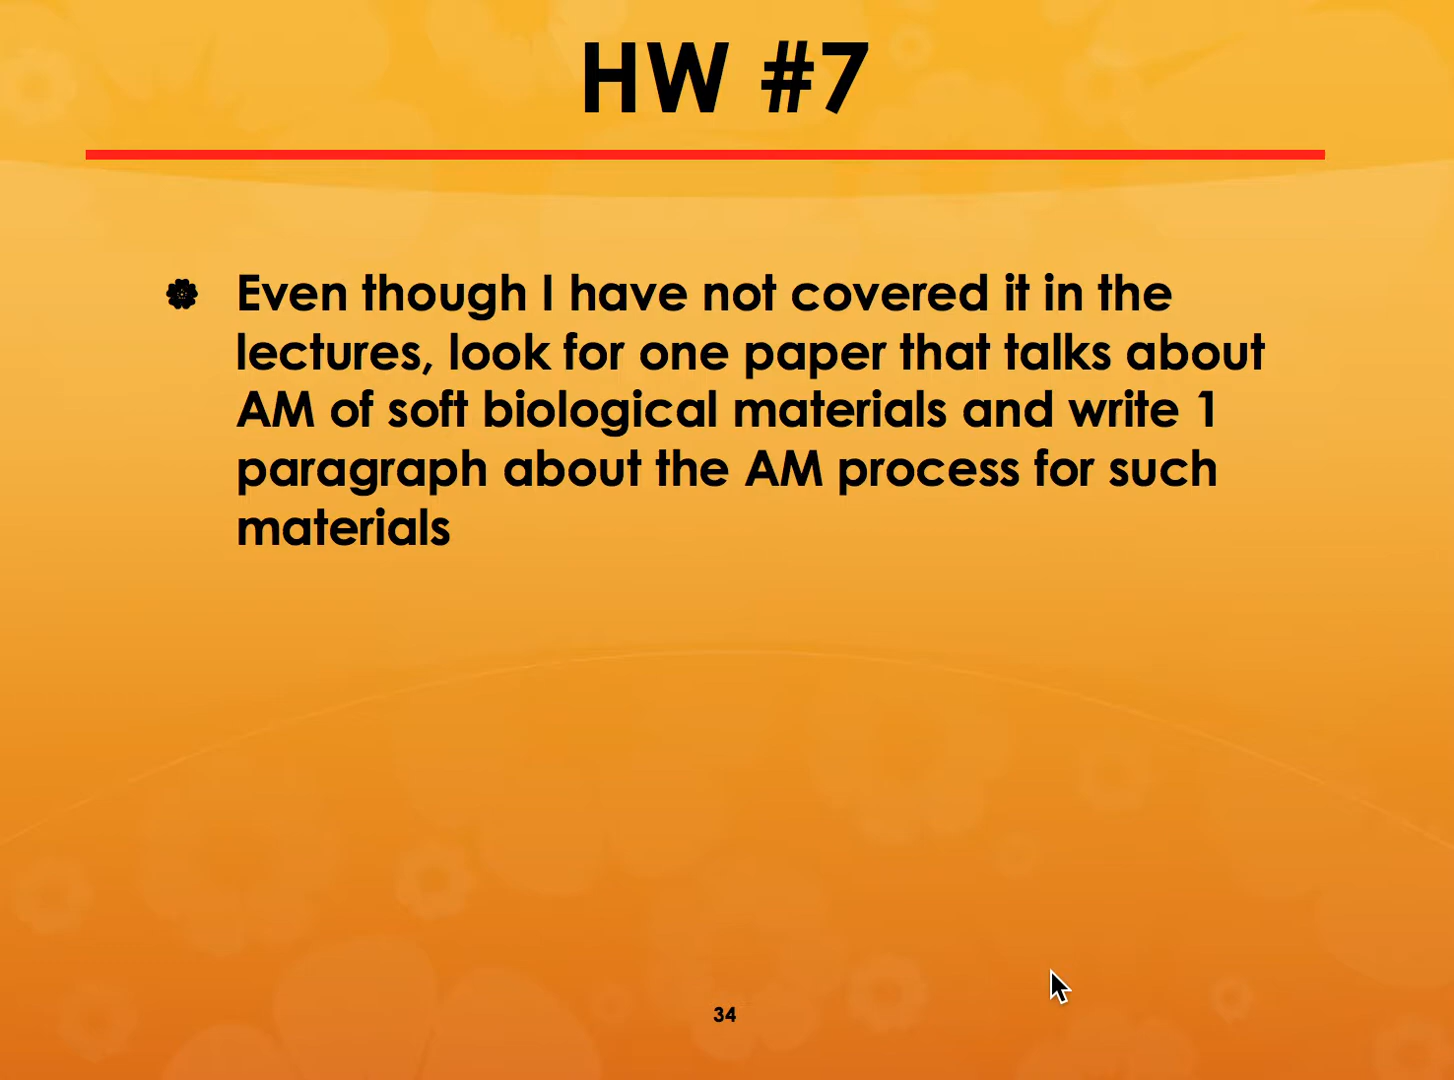 HW #7
Even though I have not covered it in the
lectures, look for one paper that talks about
AM of soft biological materials and write 1
paragraph about the AM process for such
materials
34